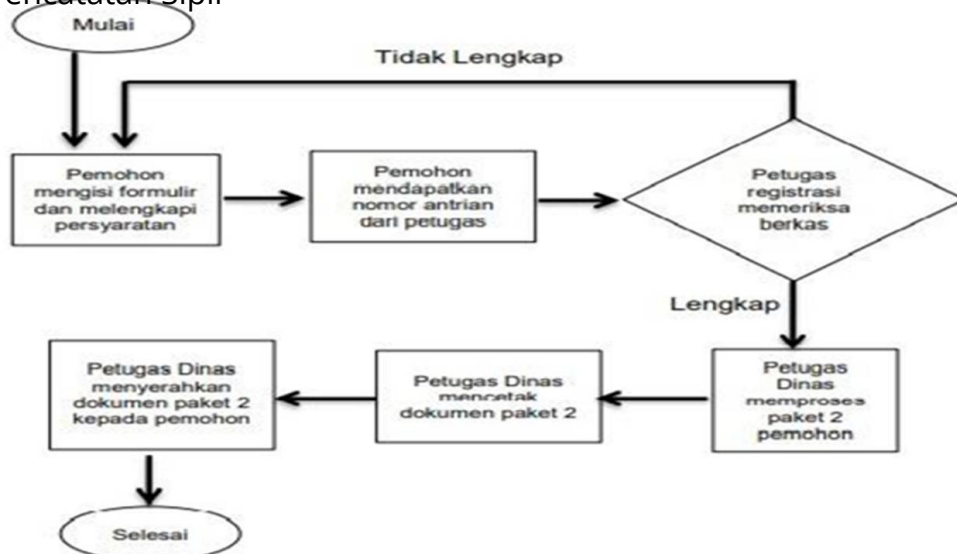 Sipil
Mulai
Tidak Lengkap
Pemohon
mengisi formulir
dan melengkapi
persyaratan
Pemohon
mendapatkan
nomor antrian
dari petugas
Petugas
registrasi
memeriksa
berkas
Lengkap
Petugas
Dinas
memproses
paket 2
pemohon
Petugas Dinas
mencetak
dokumen paket 2
Petugas Dinas
menyerahkan
dokumen paket 2
kepada pemohon
Selesai